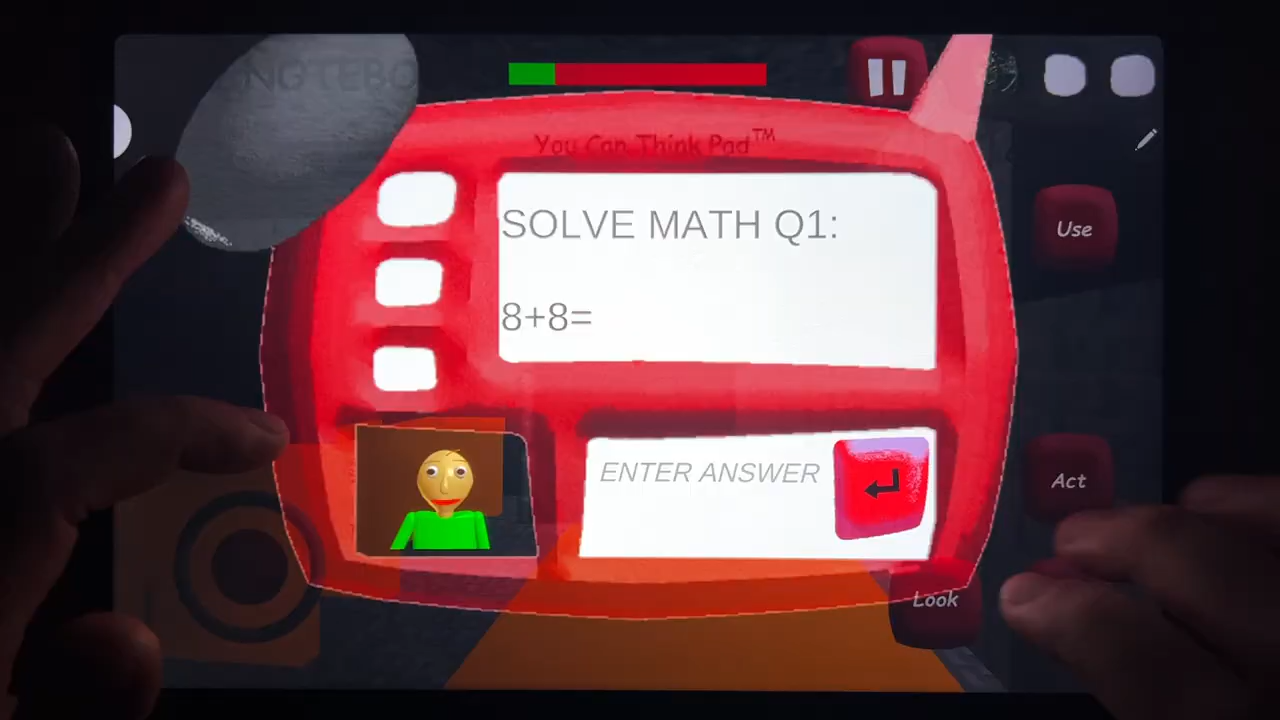 You Can Think Pad™
SOLVE MATH Q1:
8+8=
Use
ENTER ANSWER
Act
Look